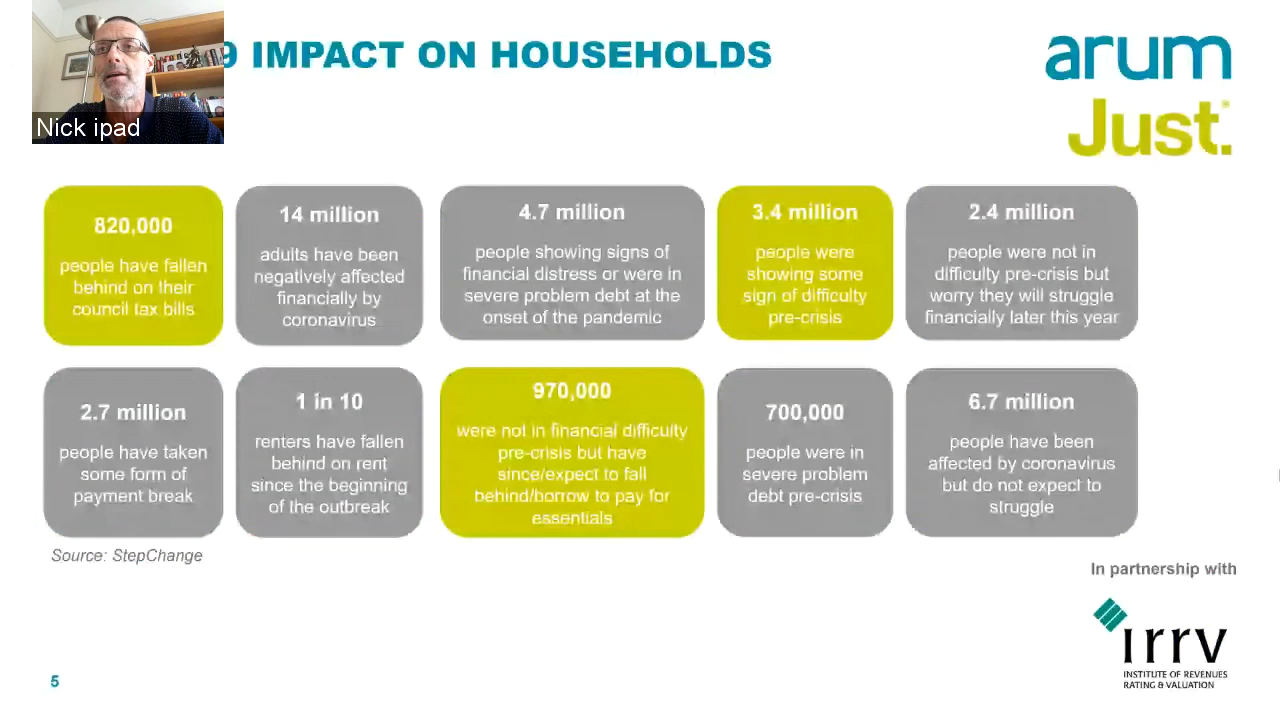 9 IMPACT ON HOUSEHOLDS
arum
Just.
Nick ipad
820,000
people have fallen
behind on their
council tax bills
14 million
adults have been
negatively affected
financially by
coronavirus
4.7 million
people showing signs of
financial distress or were in
severe problem debt at the
onset of the pandemic
3.4 million
people were
showing some
sign of difficulty
pre-crisis
2.4 million
people were not in
difficulty pre-crisis but
worry they will struggle
financially later this year
2.7 million
people have taken
some form of
payment break
1 in 10
renters have fallen
behind on rent
since the beginning
of the outbreak
970,000
were not in financial difficulty
pre-crisis but have
since/expect to fall
behind/borrow to pay for
essentials
700,000
people were in
severe problem
debt pre-crisis
6.7 million
people have been
affected by coronavirus
but do not expect to
struggle
Source: StepChange
In partnership with
irrv
INSTITUTE OF REVENUES
RATING & VALUATION
5